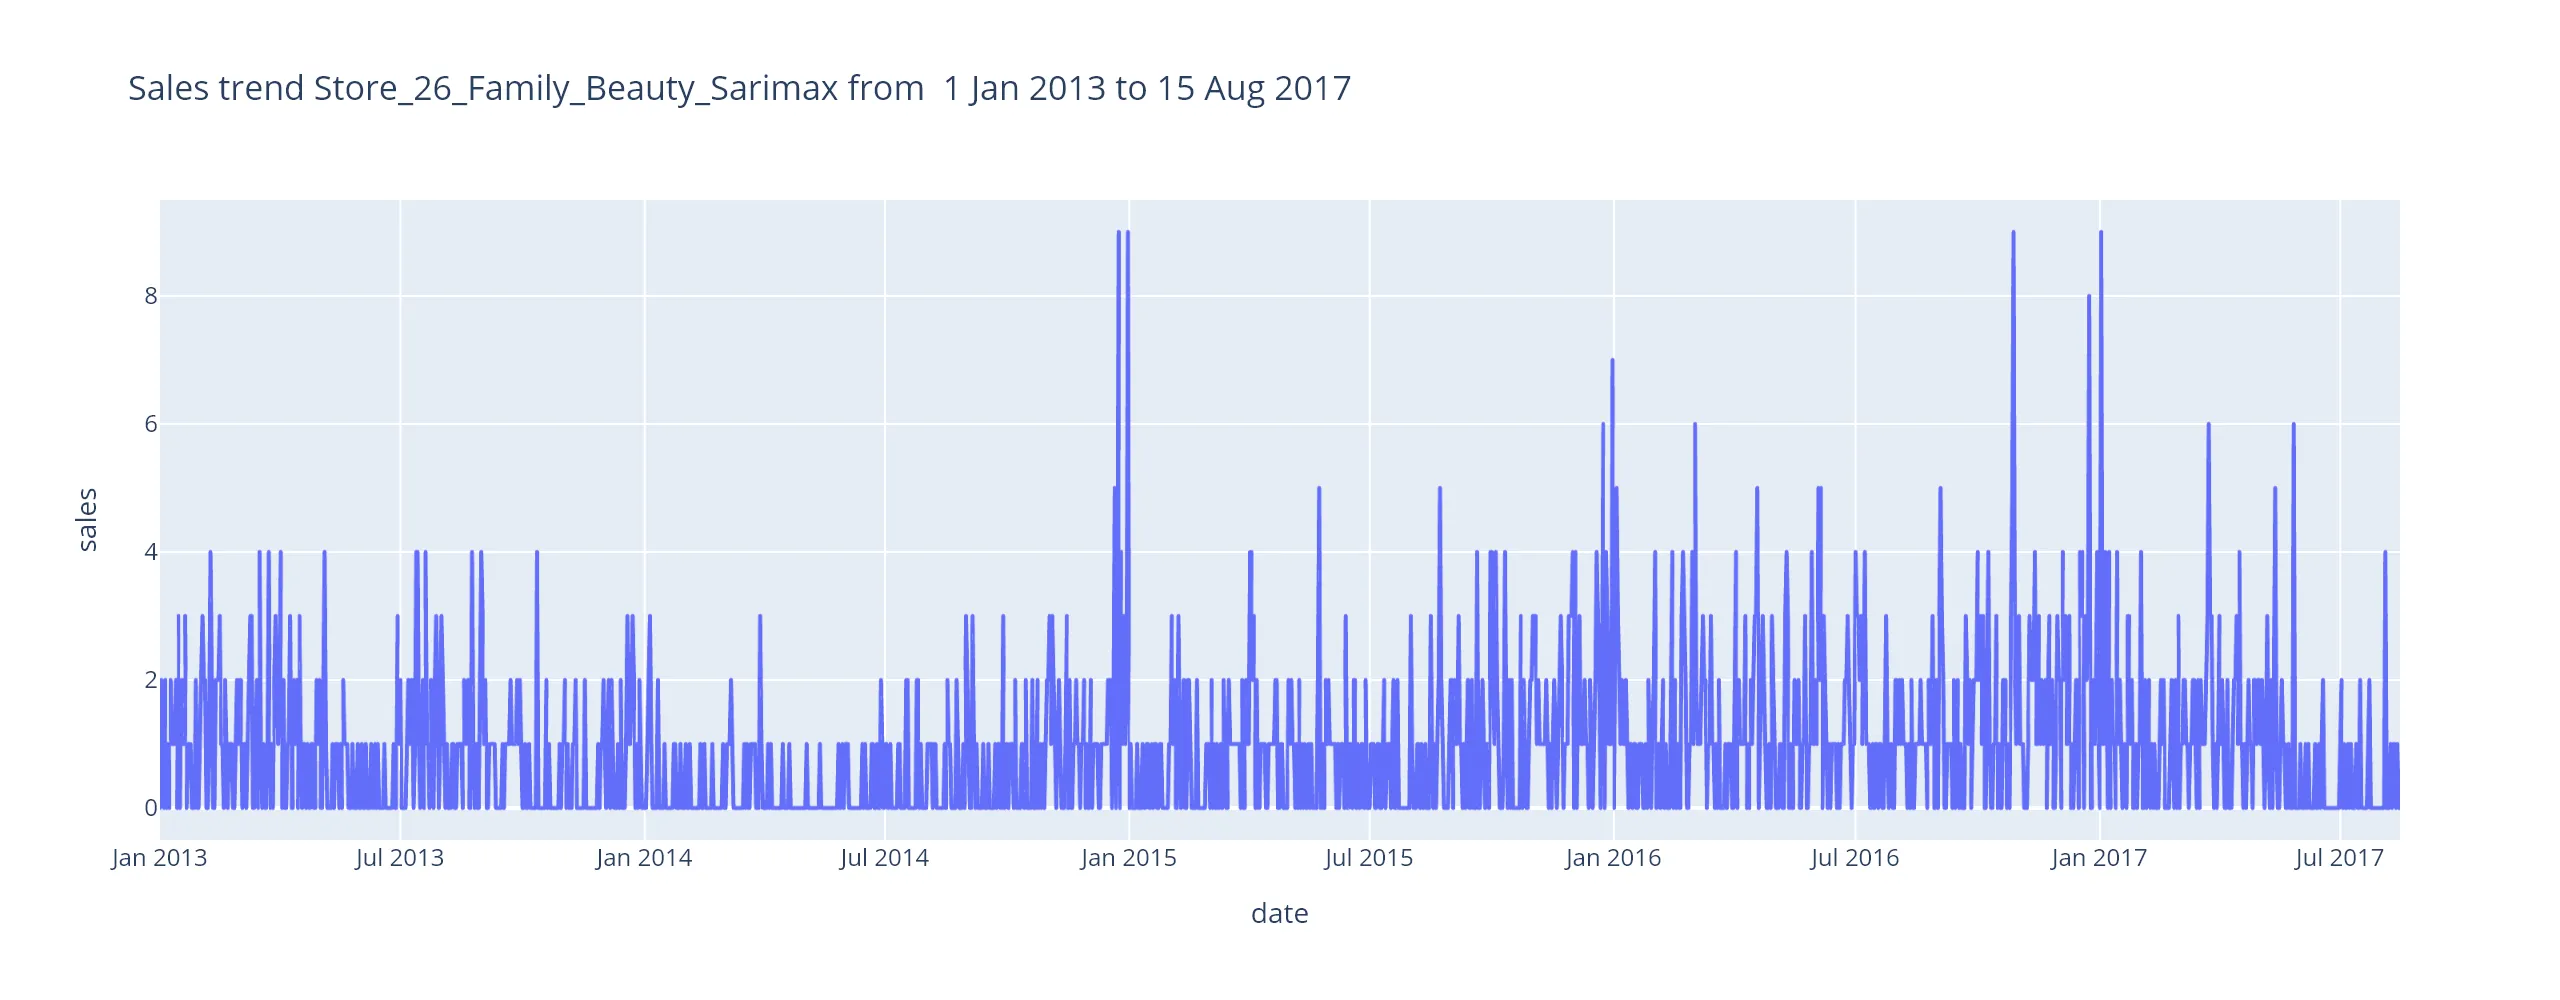 Sales trend Store_26_Family_Beauty_Sarimax from  1 Jan 2013 to 15 Aug 2017
8
6
sales
4
2
0
Jan 2013 Jul 2013 Jan 2014 Jul 2014 Jan 2015 Jul 2015 Jan 2016 Jul 2016 Jan 2017 Jul 2017
date